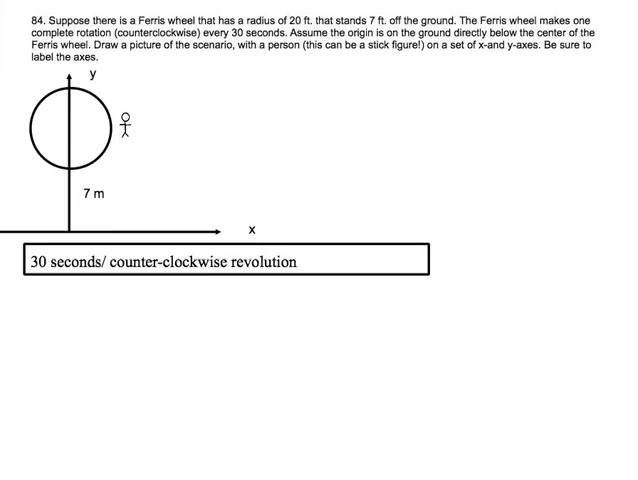 84. Suppose there is a Ferris wheel that has a radius of 20 ft. that stands 7 ft. off the ground. The Ferris wheel makes one
complete rotation (counterclockwise) every 30 seconds. Assume the origin is on the ground directly below the center of the
Ferris wheel. Draw a picture of the scenario, with a person (this can be a stick figure!) on a set of x-and y-axes. Be sure to
label the axes.
y
7 m
x
30 seconds/ counter-clockwise revolution